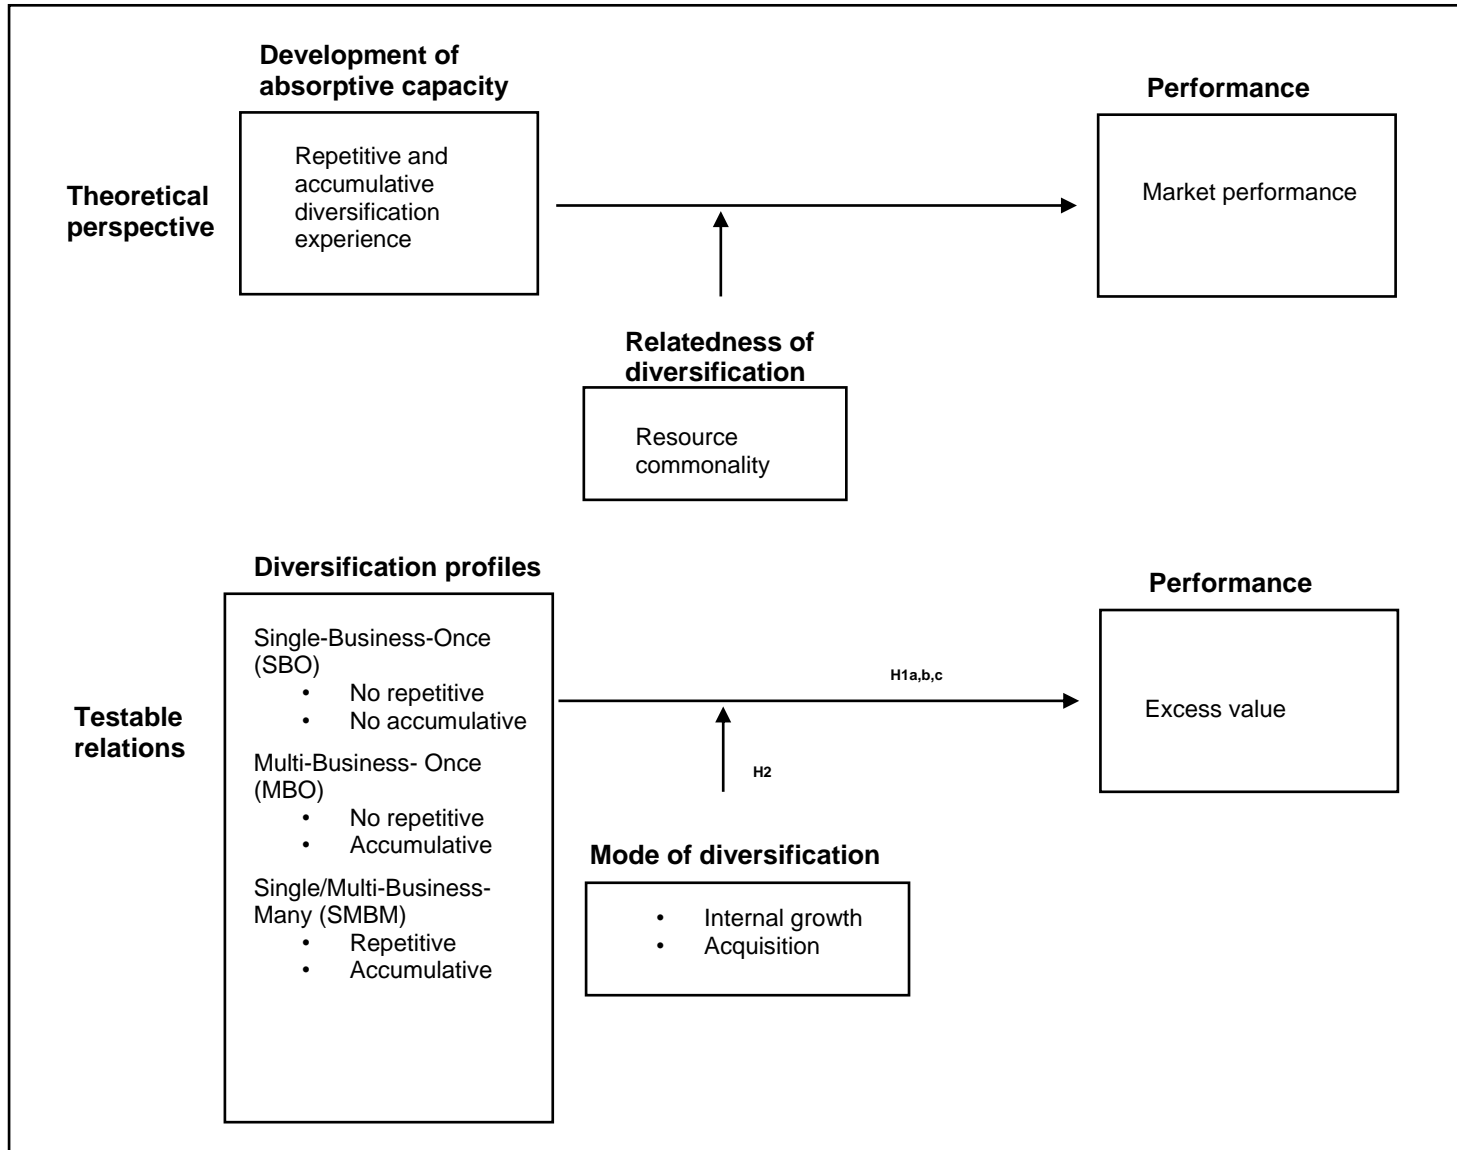 Development of
absorptive capacity
Performance
Repetitive and
accumulative
diversification
experience
Theoretical
perspective
Market performance
Relatedness of
diversification
Resource
commonality
Diversification profiles
Performance
Single-Business-Once
(SBO)
• No repetitive
• No accumulative
Multi-Business- Once
(MBO)
• No repetitive
• Accumulative
Single/Multi-Business-
Many (SMBM)
• Repetitive
• Accumulative
Testable
relations
H1a,b,c
Excess value
H2
Mode of diversification
• Internal growth
• Acquisition